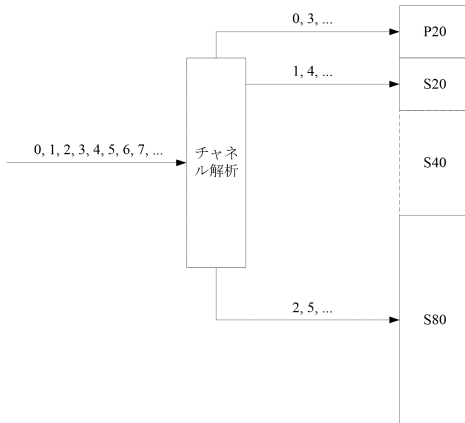 0, 3, ...
P20
1, 4, ...
S20
0, 1, 2, 3, 4, 5, 6, 7, ...
チャネ
ル解析
S40
2, 5, ...
S80